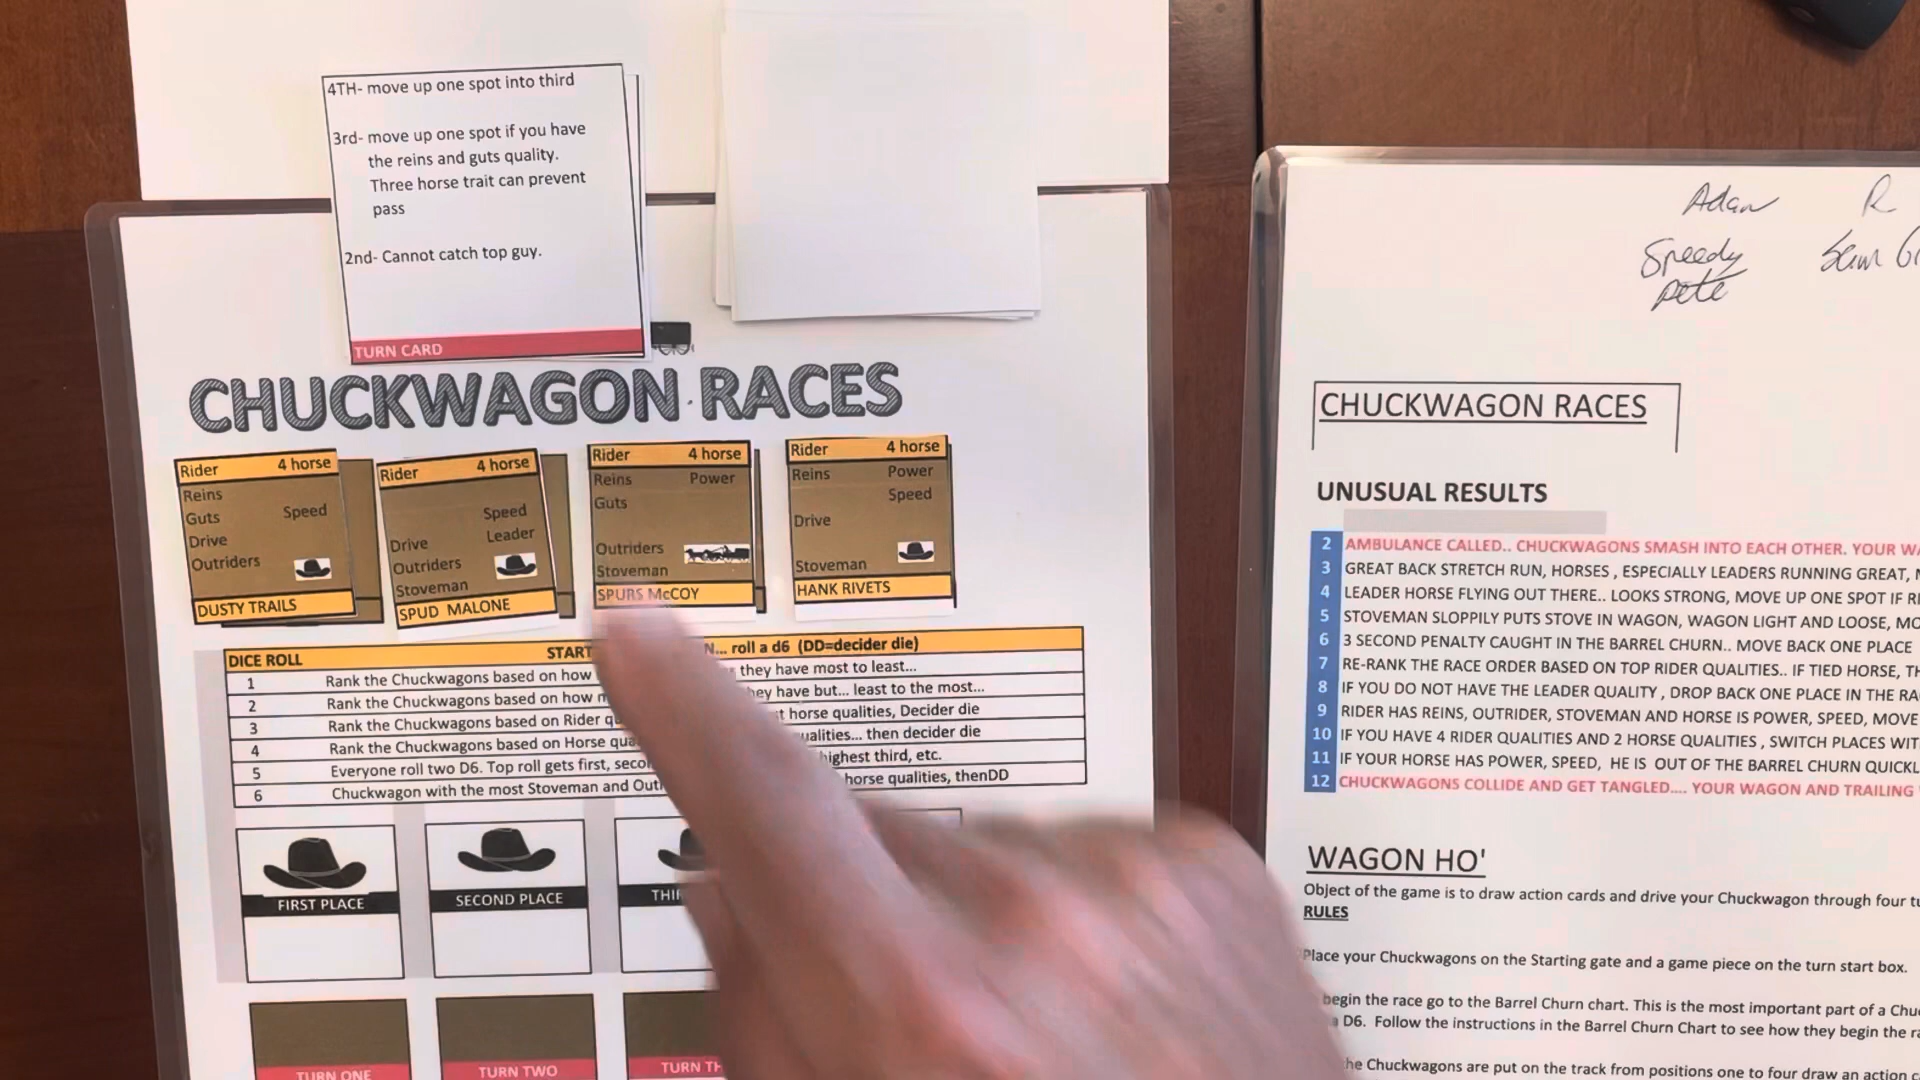 4TH- move up one spot into third
3rd- move up one spot if you have
the reins and guts quality.
Three horse trait can prevent
pass
2nd- Cannot catch top guy.
TURN CARD
CHUCKWAGON RACES
Rider 4 horse
Reins
Guts Speed
Drive
Outriders
DUSTY TRAILS
Rider 4 horse
Speed
Drive Leader
Outriders
Stoveman
SPUD MALONE
Rider 4 horse
Reins Power
Guts
Outriders
Stoveman
SPURS McCOY
Rider 4 horse
Reins Power
Speed
Drive
Stoveman
HANK RIVETS
DICE ROLL START N... roll a d6 (DD=decider die)
1 Rank the Chuckwagons based on how they have most to least...
2 Rank the Chuckwagons based on how they have but... least to the most...
3 Rank the Chuckwagons based on Rider horse qualities, Decider die
4 Rank the Chuckwagons based on Horse qualities... then decider die
5 Everyone roll two D6. Top roll gets first, highest third, etc.
6 Chuckwagon with the most Stoveman and horse qualities, thenDD
FIRST PLACE
SECOND PLACE
TURN ONE
TURN TWO
TURN
Adan R
Speedy
pete
CHUCKWAGON RACES
UNUSUAL RESULTS
2 AMBULANCE CALLED.. CHUCKWAGONS SMASH INTO EACH OTHER. YOUR
3 GREAT BACK STRETCH RUN, HORSES , ESPECIALLY LEADERS RUNNING GREAT,
4 LEADER HORSE FLYING OUT THERE.. LOOKS STRONG, MOVE UP ONE SPOT IF
5 STOVEMAN SLOPPILY PUTS STOVE IN WAGON, WAGON LIGHT AND LOOSE,
6 3 SECOND PENALTY CAUGHT IN THE BARREL CHURN.. MOVE BACK ONE PLACE
7 RE-RANK THE RACE ORDER BASED ON TOP RIDER QUALITIES.. IF TIED HORSE,
8 IF YOU DO NOT HAVE THE LEADER QUALITY , DROP BACK ONE PLACE IN THE
9 RIDER HAS REINS, OUTRIDER, STOVEMAN AND HORSE IS POWER, SPEED, MOVE
10 IF YOU HAVE 4 RIDER QUALITIES AND 2 HORSE QUALITIES , SWITCH PLACES
11 IF YOUR HORSE HAS POWER, SPEED, HE IS OUT OF THE BARREL CHURN
12 CHUCKWAGONS COLLIDE AND GET TANGLED.... YOUR WAGON AND TRAILING
WAGON HO'
Object of the game is to draw action cards and drive your Chuckwagon through four
RULES
Place your Chuckwagons on the Starting gate and a game piece on the turn start box.
begin the race go to the Barrel Churn chart. This is the most important part of a
D6. Follow the instructions in the Barrel Churn Chart to see how they begin the
the Chuckwagons are put on the track from positions one to four draw an action